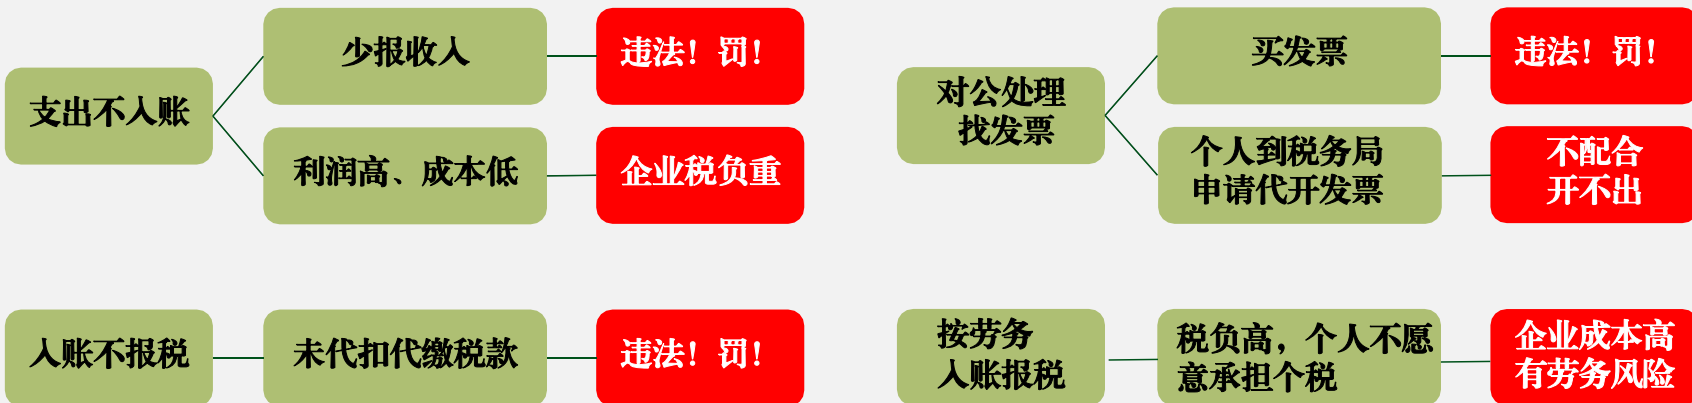 支出不入账
少报收入
违法！罚！
利润高、成本低
企业税负重
对公处理
找发票
买发票
违法！罚！
个人到税务局
申请代开发票
不配合
开不出
入账不报税
未代扣代缴税款
违法！罚！
按劳务
入账报税
税负高，个人不愿
意承担个税
企业成本高
有劳务风险